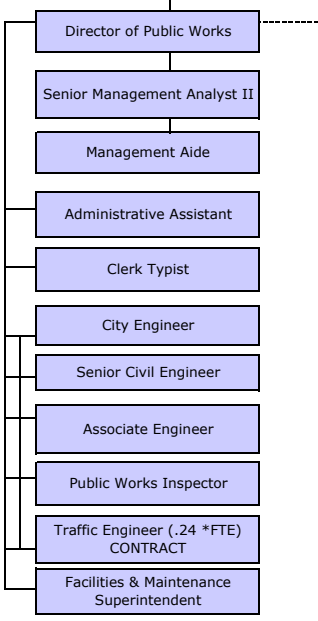 Director of Public Works
Senior Management Analyst II
Management Aide
Administrative Assistant
Clerk Typist
City Engineer
Senior Civil Engineer
Associate Engineer
Public Works Inspector
Traffic Engineer (.24 *FTE)
CONTRACT
Facilities & Maintenance
Superintendent